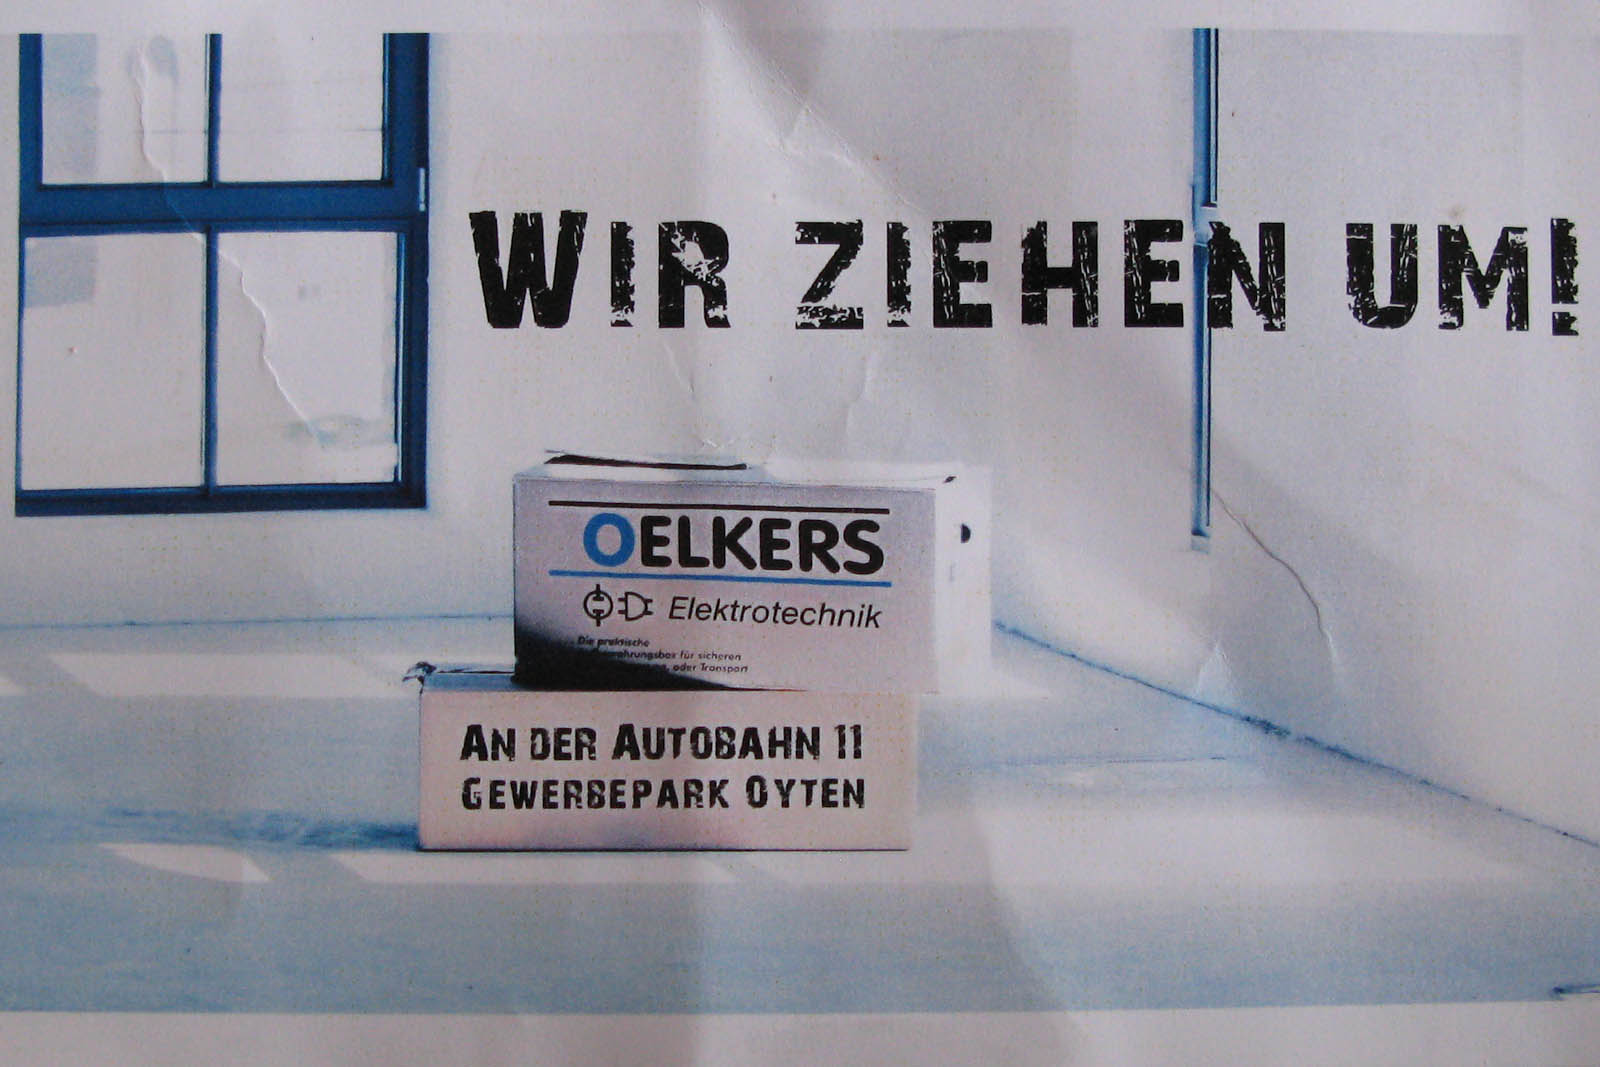 WIR ZIEHEN UM!
OELKERS
Elektrotechnik
Die praktische
für sicheren
oder Transport
AN DER AUTOBAHN 11
GEWERBEPARK OYTEN